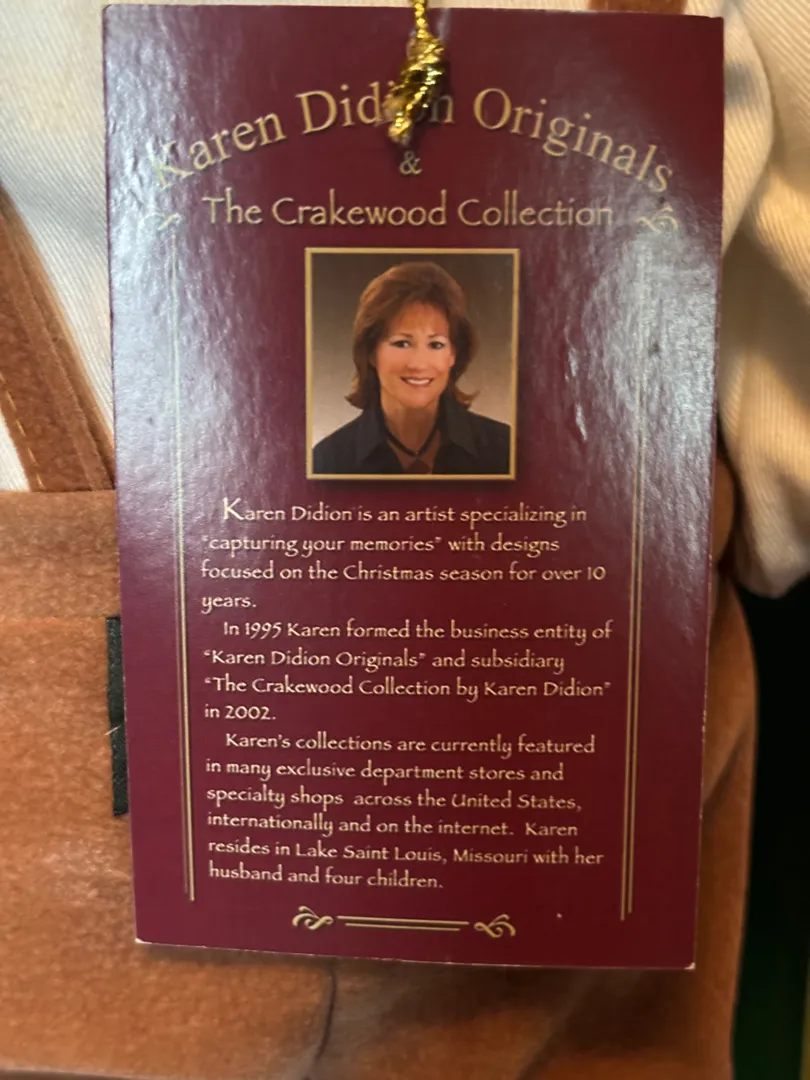 Karen Didion Originals
&
The Crakewood Collection
Karen Didion is an artist specializing in
"capturing your memories" with designs
focused on the Christmas season for over 10
years.
In 1995 Karen formed the business entity of
"Karen Didion Originals" and subsidiary
"The Crakewood Collection by Karen Didion"
in 2002.
Karen's collections are currently featured
in many exclusive department stores and
specialty shops across the United States,
internationally and on the internet. Karen
resides in Lake Saint Louis, Missouri with her
husband and four children.